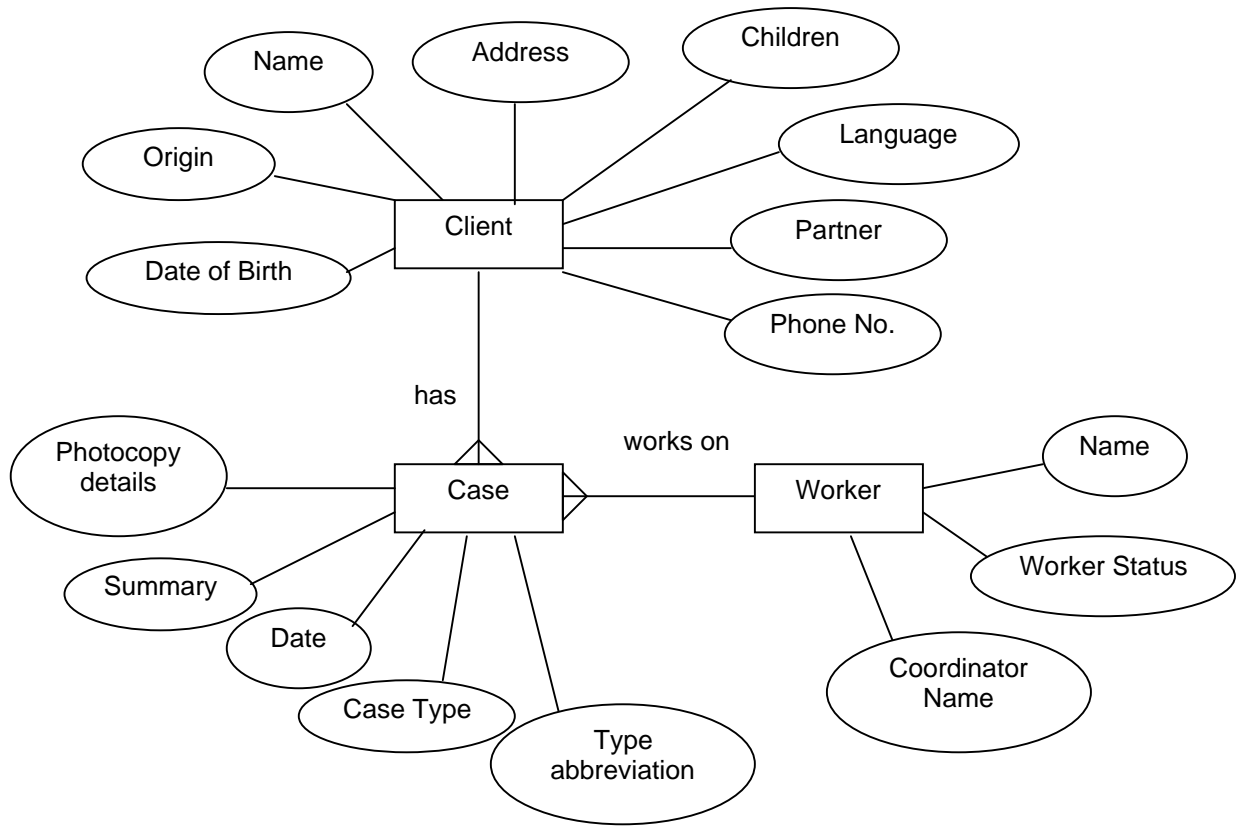 Children
Address
Name
Language
Origin
Client
Partner
Date of Birth
Phone No.
has
works on
Name
Photocopy
details
Case
Worker
Worker Status
Summary
Date
Coordinator
Name
Case Type
Type
abbreviation